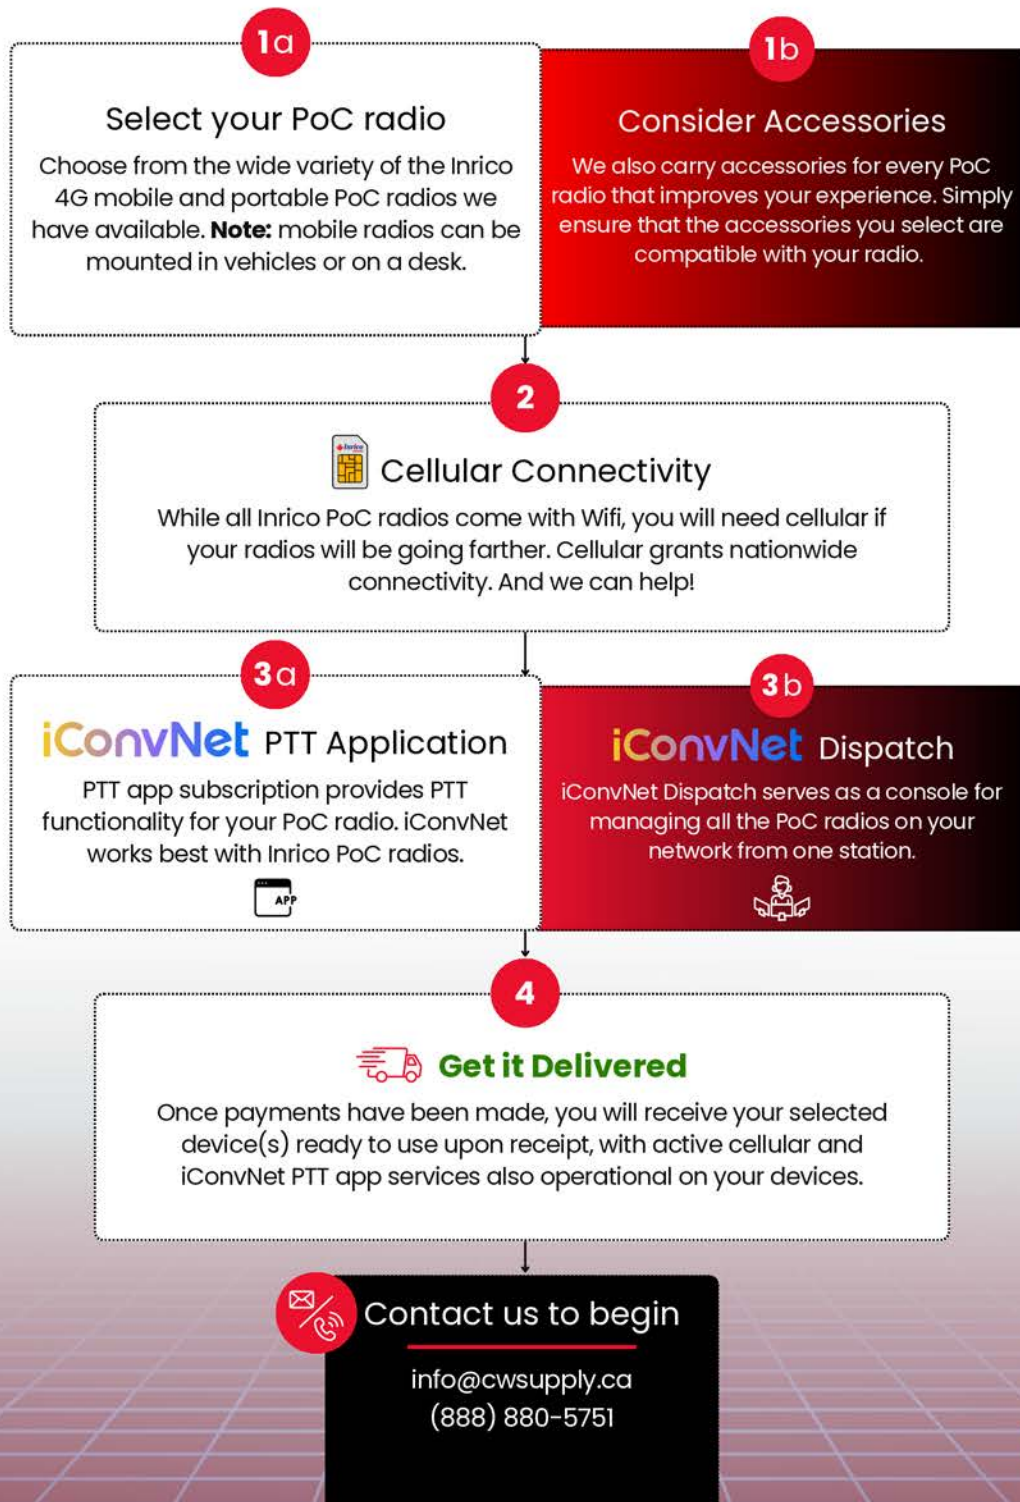 1a
Select your PoC radio
Choose from the wide variety of the Inrico
4G mobile and portable PoC radios we
have available. Note: mobile radios can be
mounted in vehicles or on a desk.
1b
Consider Accessories
We also carry accessories for every PoC
radio that improves your experience. Simply
ensure that the accessories you select are
compatible with your radio.
2
Inrico
Cellular Connectivity
While all Inrico PoC radios come with Wifi, you will need cellular if
your radios will be going farther. Cellular grants nationwide
connectivity. And we can help!
3a
iConvNet PTT Application
PTT app subscription provides PTT
functionality for your PoC radio. iConvNet
works best with Inrico PoC radios.
APP
3b
iConvNet Dispatch
iConvNet Dispatch serves as a console for
managing all the PoC radios on your
network from one station.
4
Get it Delivered
Once payments have been made, you will receive your selected
device(s) ready to use upon receipt, with active cellular and
iConvNet PTT app services also operational on your devices.
Contact us to begin
info@cwsupply.ca
(888) 880-5751